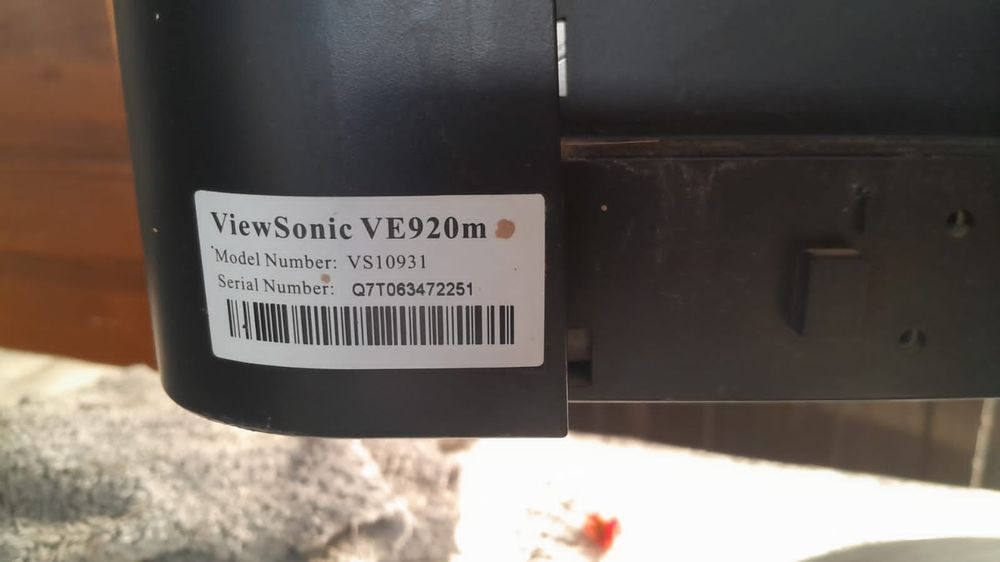 ViewSonic VE920m
Model Number: VS10931
Serial Number: Q7T063472251